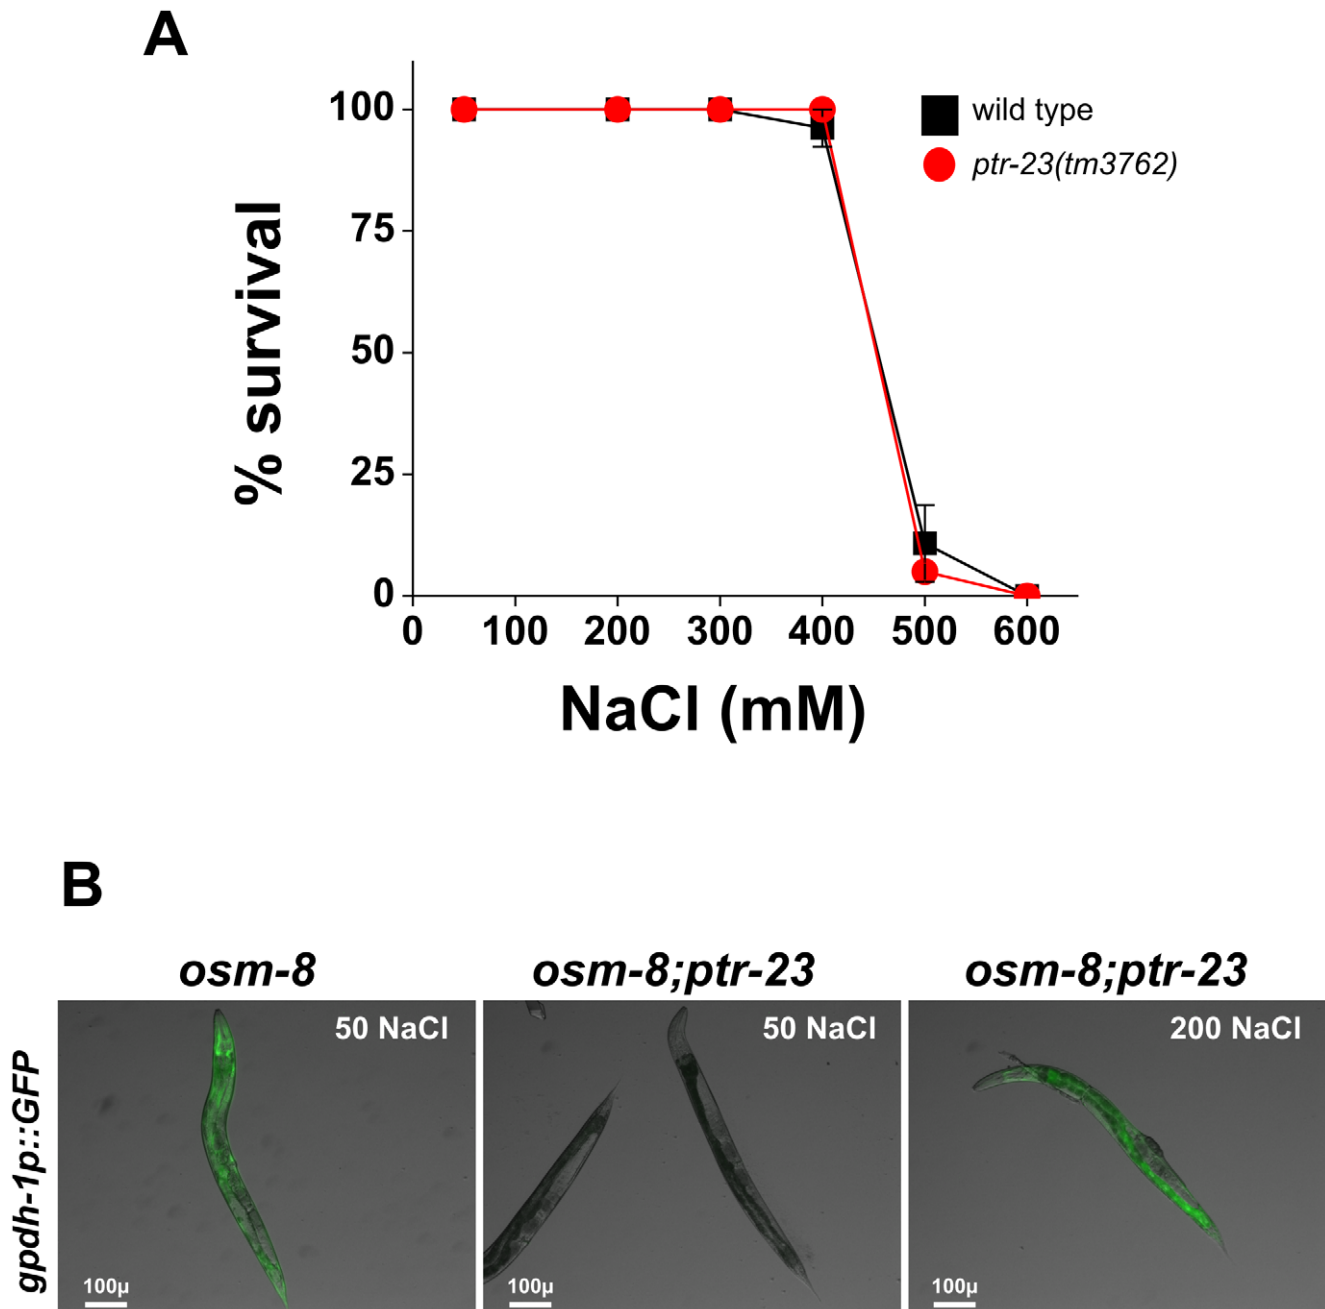 A
100
75
50
25
0
% survival
0 100 200 300 400 500 600
NaCl (mM)
wild type
ptr-23(tm3762)
B
osm-8 osm-8;ptr-23 osm-8;ptr-23
gpdh-1p::GFP
50 NaCl 50 NaCl 200 NaCl
100μ 100μ 100μ